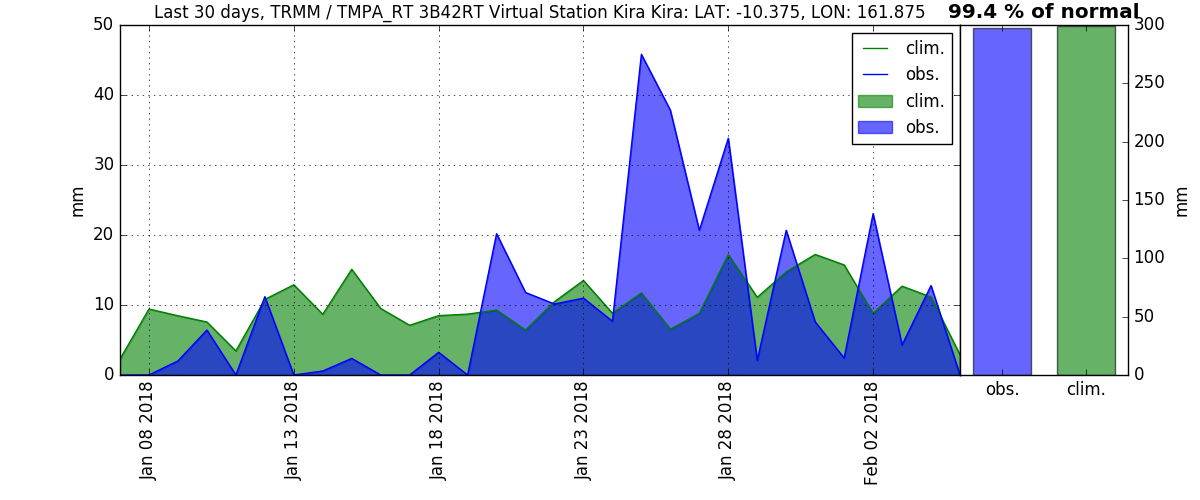 Last 30 days, TRMM / TMPA_RT 3B42RT Virtual Station Kira Kira: LAT: -10.375, LON: 161.875
99.4 % of normal
50
40
30
20
10
0
mm
clim.
obs.
clim.
obs.
Jan 08 2018
Jan 13 2018
Jan 18 2018
Jan 23 2018
Jan 28 2018
Feb 02 2018
300
250
200
150
100
50
0
mm
obs.
clim.